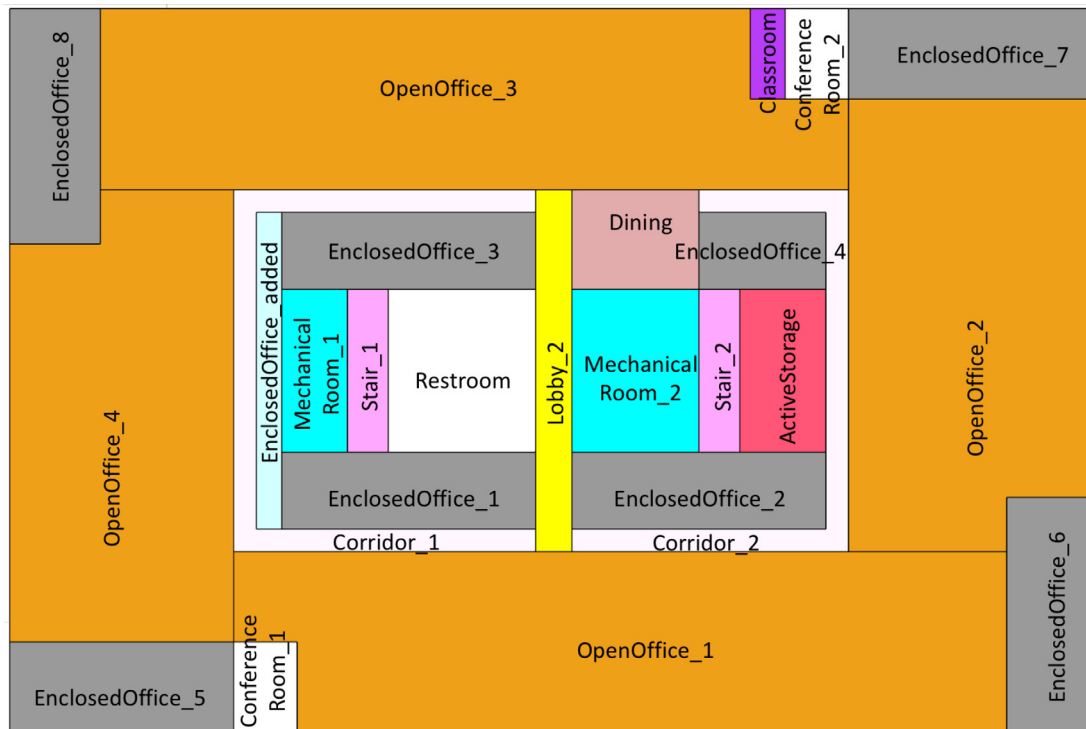 EnclosedOffice_8
OpenOffice_3
Classroom
Conference
Room_2
EnclosedOffice_7
EnclosedOffice_added
EnclosedOffice_3
Dining
EnclosedOffice_4
Mechanical
Room_1
Stair_1
Restroom
Lobby_2
Mechanical
Room_2
Stair_2
ActiveStorage
OpenOffice_2
OpenOffice_4
EnclosedOffice_1
EnclosedOffice_2
Corridor_1
Corridor_2
EnclosedOffice_6
OpenOffice_1
EnclosedOffice_5
Conference
Room_1